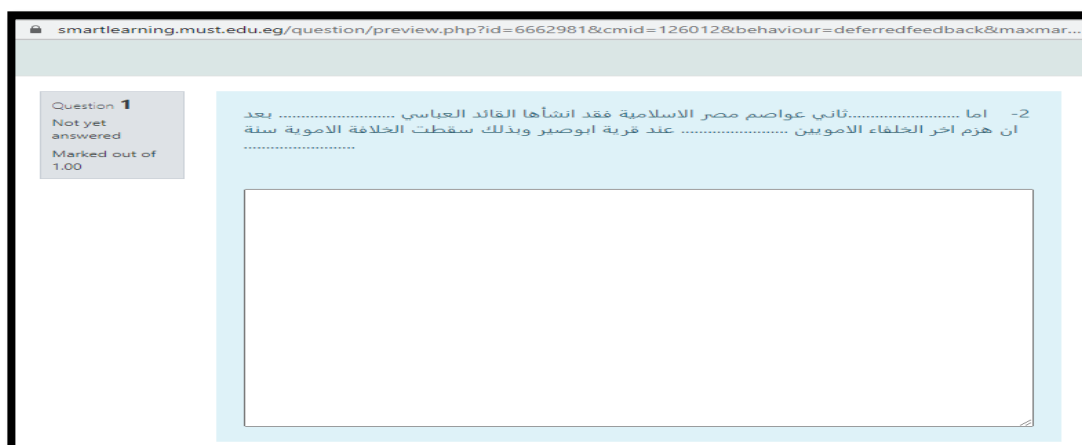 smartlearning.must.edu.eg/question/preview.php?id=6662981&cmid=126012&behaviour=deferredfeedback&maxmar...
Question 1
Not yet
answered
Marked out of
1.00
2- اما ........................ثاني عواصم مصر الاسلامية فقد انشأها القائد العباسي ......................... بعد
ان هزم اخر الخلفاء الامويين ....................... عند قرية ابوصير وبذلك سقطت الخلافة الاموية سنة
........................